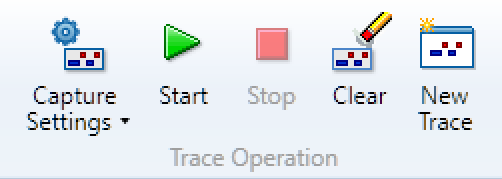 Capture Settings
Start
Stop
Clear
New Trace
Trace Operation